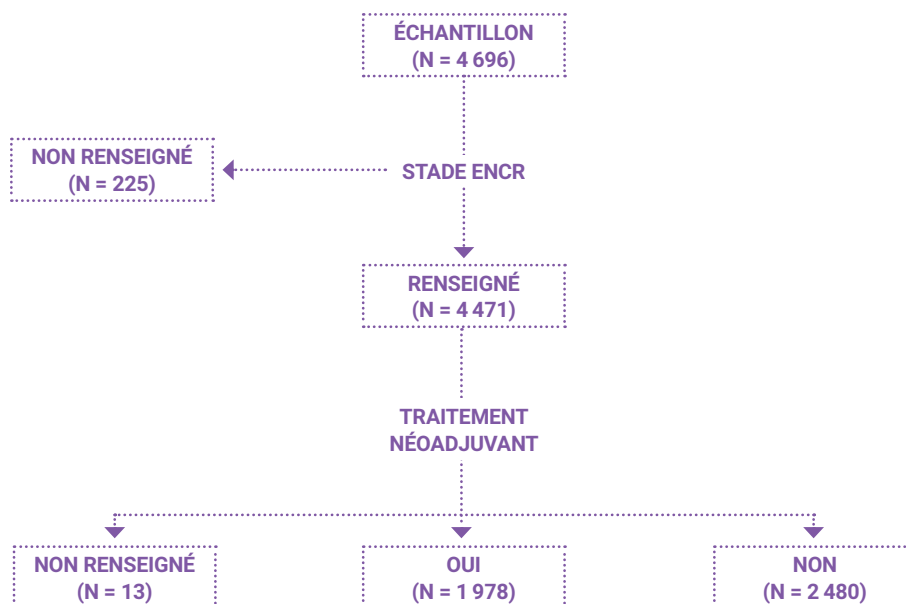 ÉCHANTILLON
(N = 4 696)
NON RENSEIGNÉ
(N = 225)
STADE ENCR
RENSEIGNÉ
(N = 4 471)
TRAITEMENT
NÉOADJUVANT
NON RENSEIGNÉ
(N = 13)
OUI
(N = 1 978)
NON
(N = 2 480)